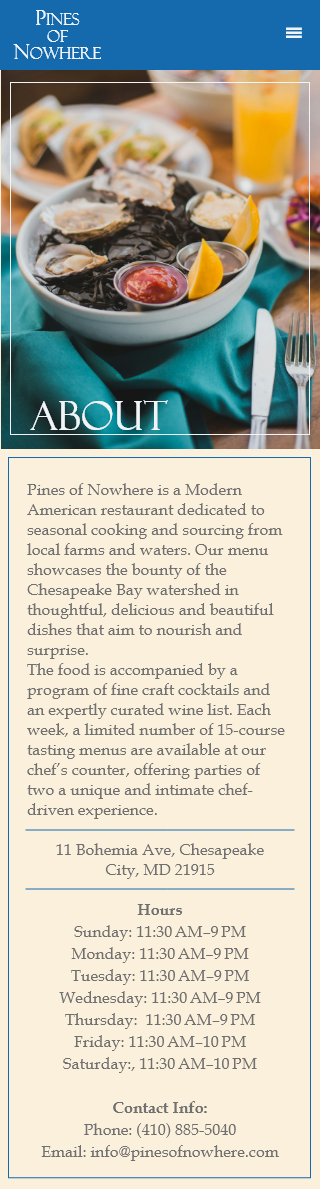 PINES
OF
NOWHERE
ABOUT
Pines of Nowhere is a Modern
American restaurant dedicated to
seasonal cooking and sourcing from
local farms and waters. Our menu
showcases the bounty of the
Chesapeake Bay watershed in
thoughtful, delicious and beautiful
dishes that aim to nourish and
surprise.
The food is accompanied by a
program of fine craft cocktails and
an expertly curated wine list. Each
week, a limited number of 15-course
tasting menus are available at our
chef's counter, offering parties of
two a unique and intimate chef-
driven experience.
11 Bohemia Ave, Chesapeake
City, MD 21915
Hours
Sunday: 11:30 AM–9 PM
Monday: 11:30 AM–9 PM
Tuesday: 11:30 AM–9 PM
Wednesday: 11:30 AM–9 PM
Thursday:  11:30 AM–9 PM
Friday: 11:30 AM–10 PM
Saturday:, 11:30 AM–10 PM
Contact Info:
Phone: (410) 885-5040
Email: info@pinesofnowhere.com